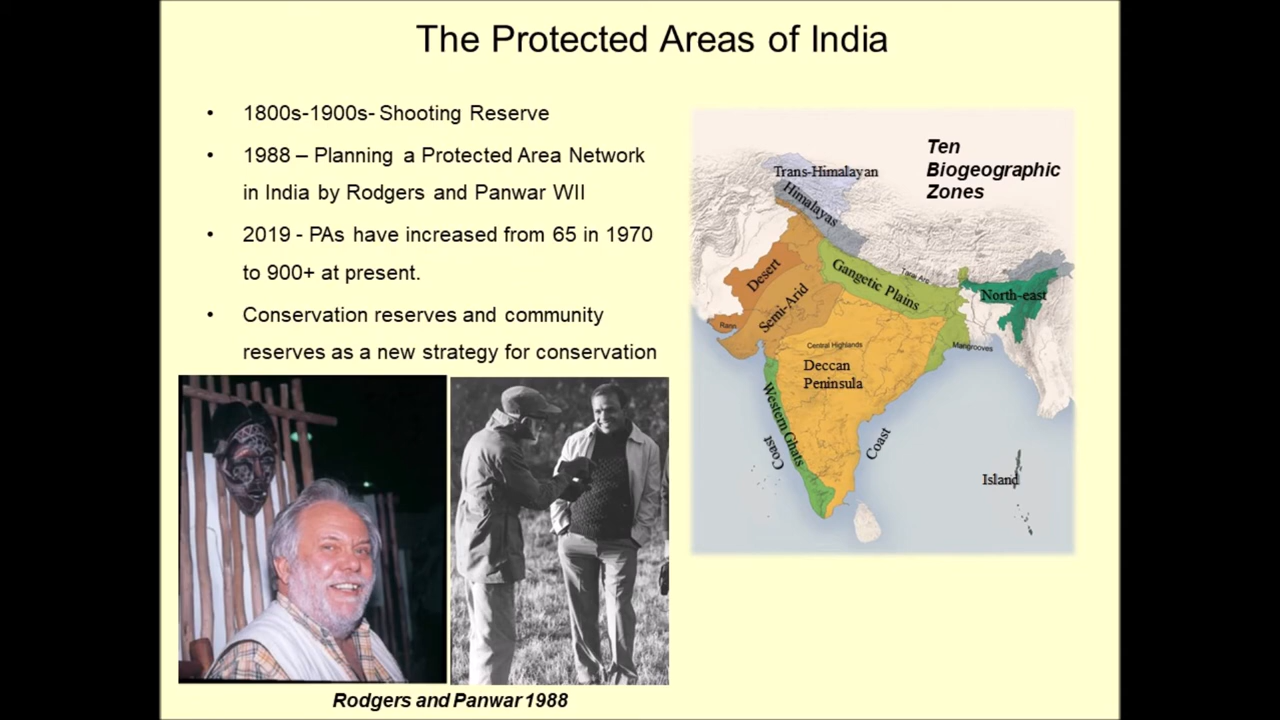 The Protected Areas of India
• 1800s-1900s- Shooting Reserve
• 1988 – Planning a Protected Area Network
in India by Rodgers and Panwar WII
• 2019 - PAs have increased from 65 in 1970
to 900+ at present.
• Conservation reserves and community
reserves as a new strategy for conservation
Ten
Biogeographic
Zones
Trans-Himalayan
Himalayas
Desert
Gangetic Plains
Tarai Arc
North-east
Semi-Arid
Rann
Central Highlands
Mangrooves
Deccan
Peninsula
Western Ghats
Coast
Coast
Island
Rodgers and Panwar 1988